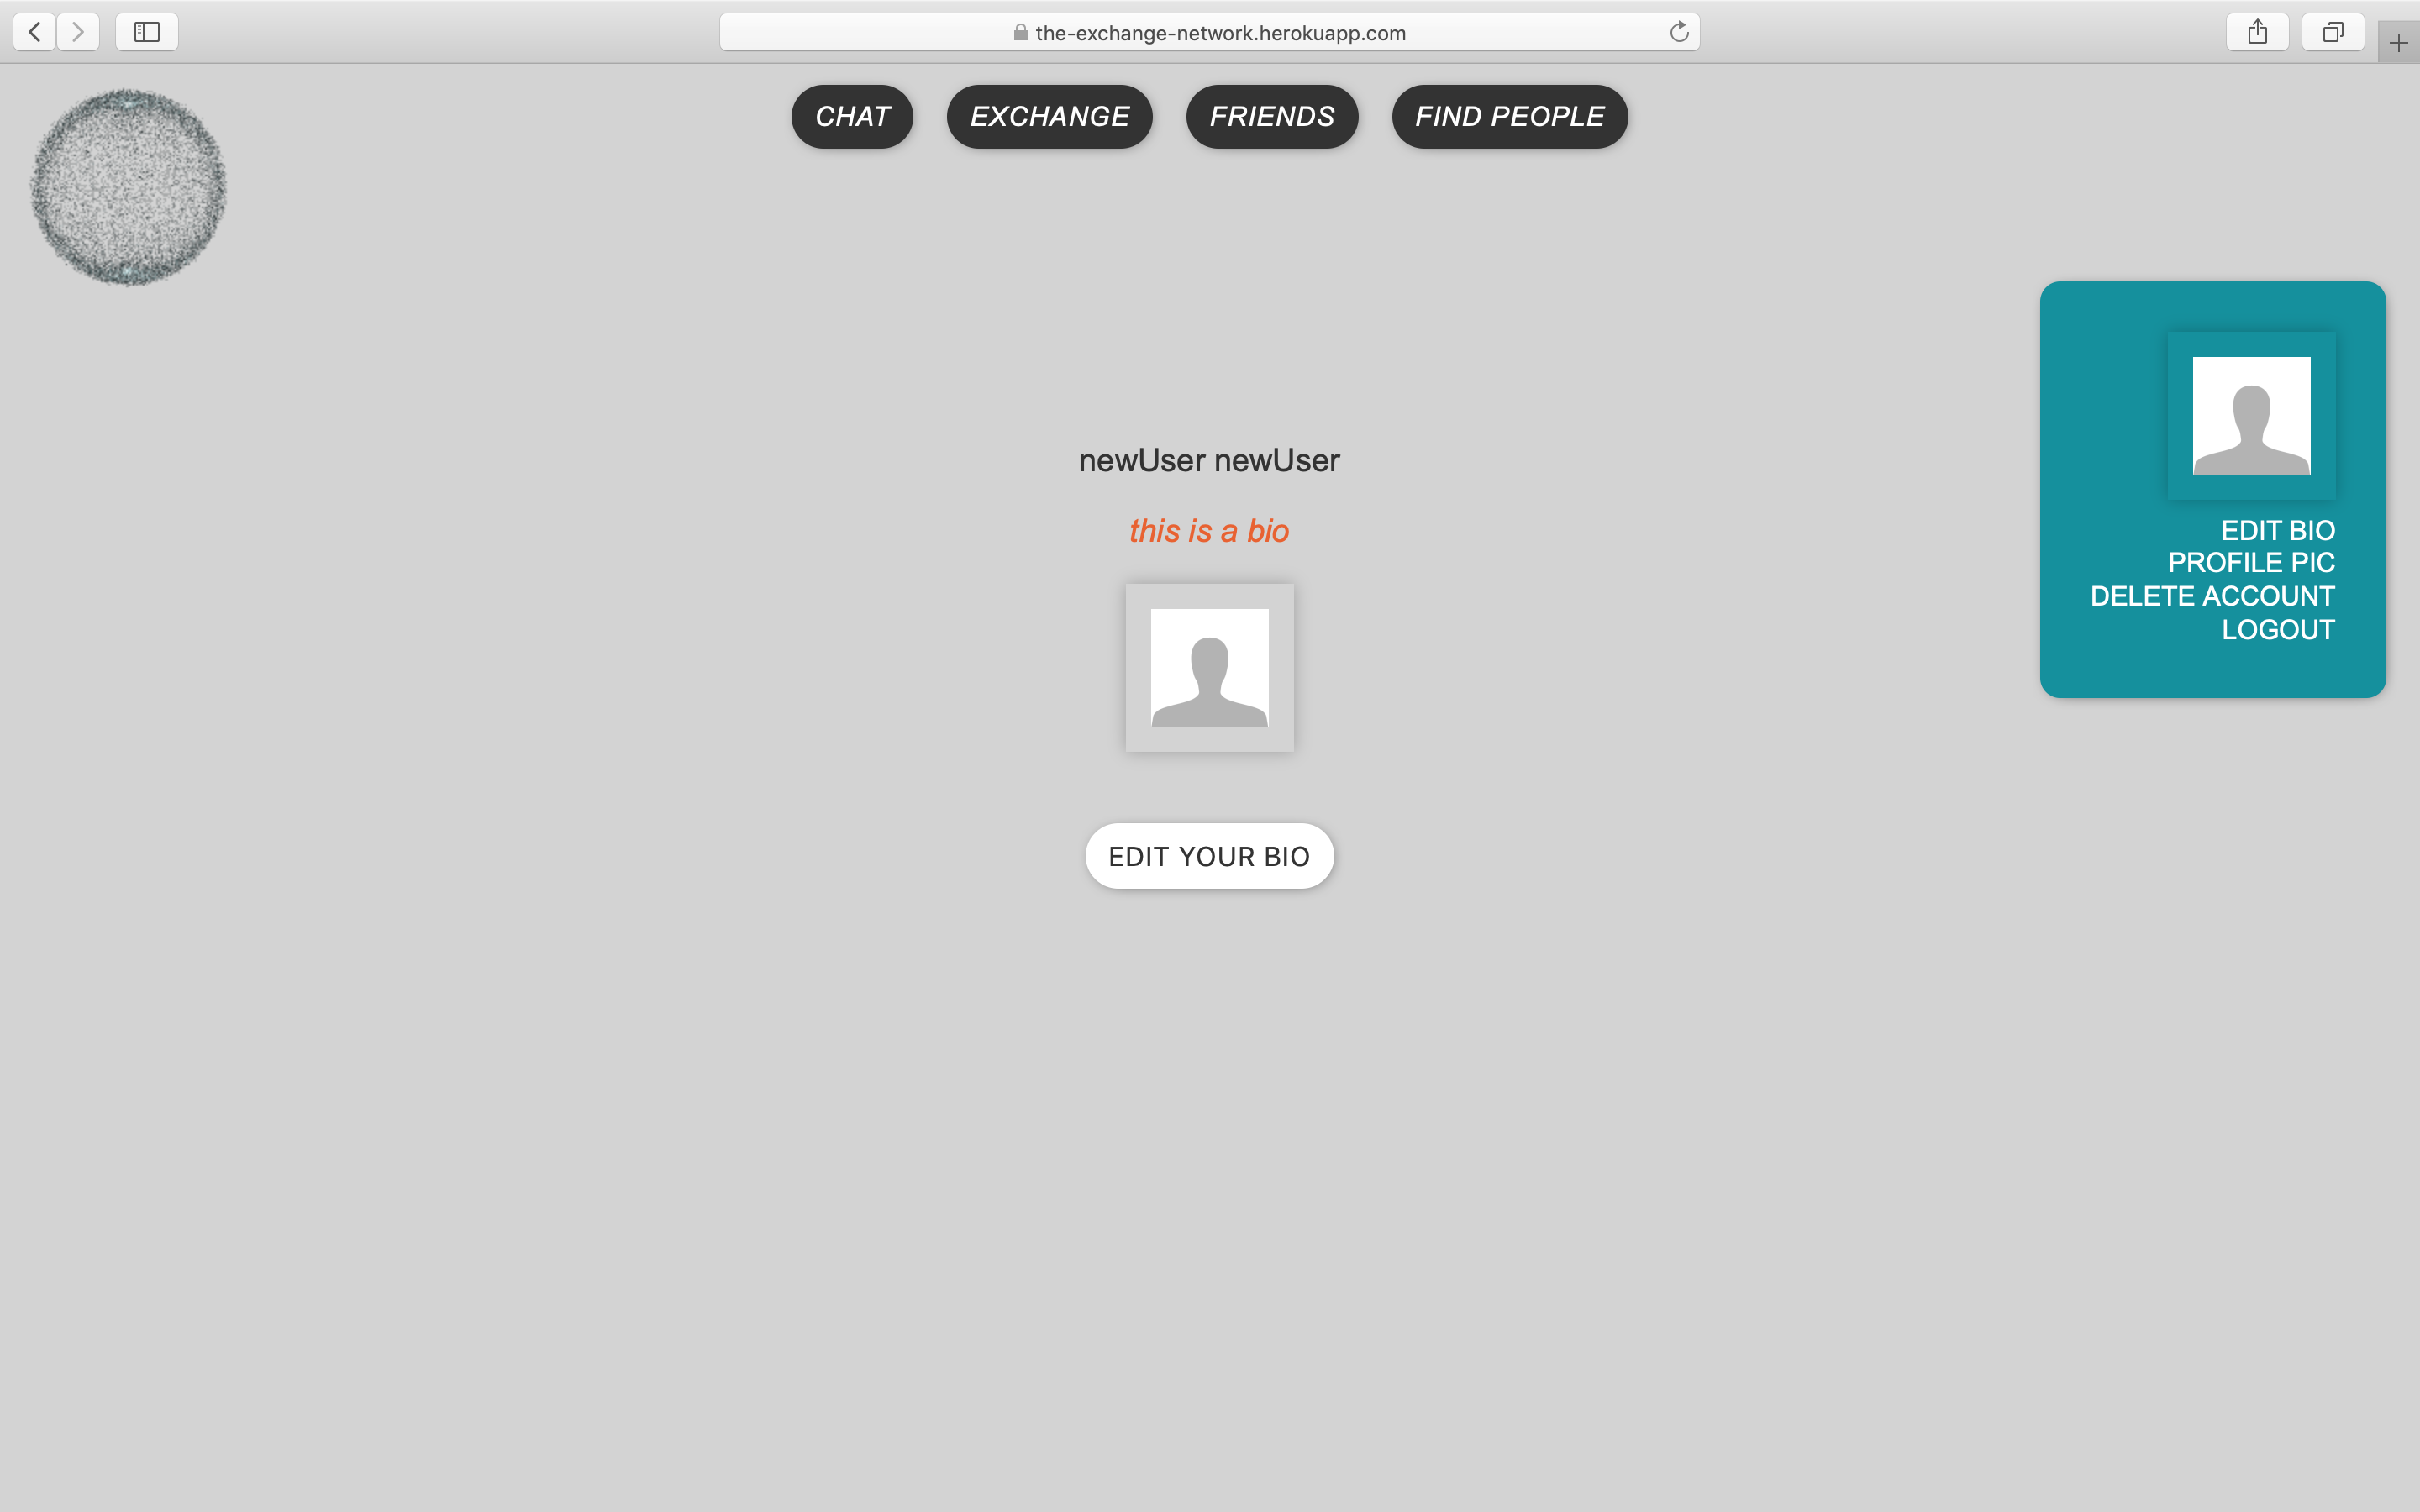 the-exchange-network.herokuapp.com
CHAT
EXCHANGE
FRIENDS
FIND PEOPLE
newUser newUser
this is a bio
EDIT YOUR BIO
EDIT BIO
PROFILE PIC
DELETE ACCOUNT
LOGOUT